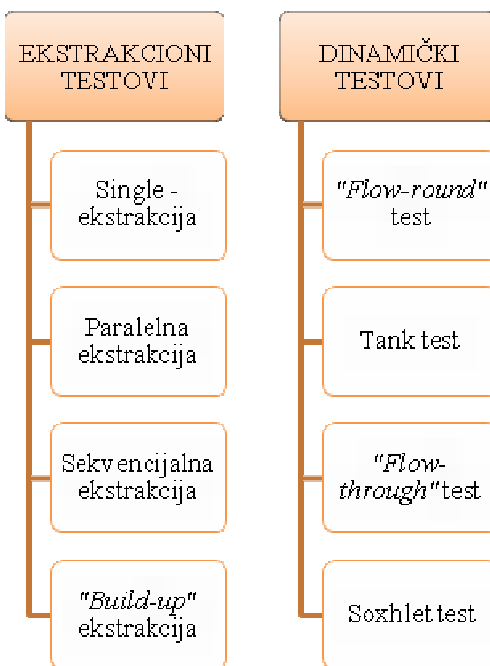 EKSTRAKCIONI
TESTOVI
Single -
ekstrakcija
Paralelna
ekstrakcija
Sekvencijalna
ekstrakcija
"Build-up"
ekstrakcija
DINAMIČKI
TESTOVI
"Flow-round"
test
Tank test
"Flow-
through" test
Soxhlet test